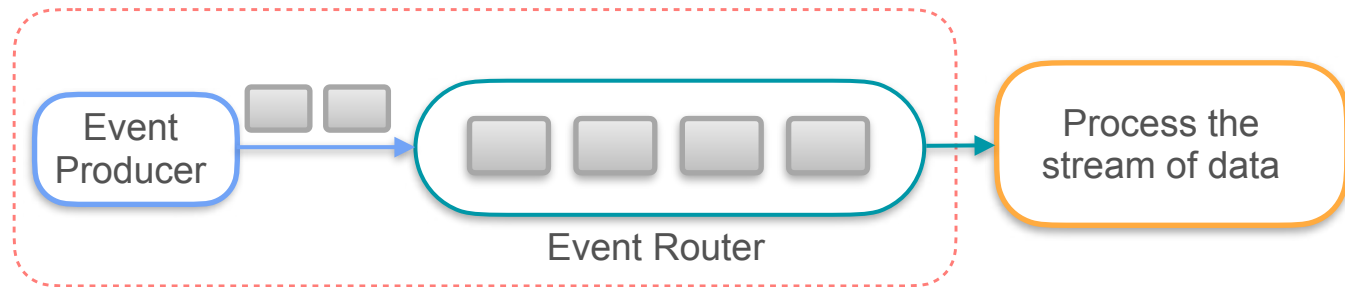 Event
Producer
Event Router
Process the
stream of data